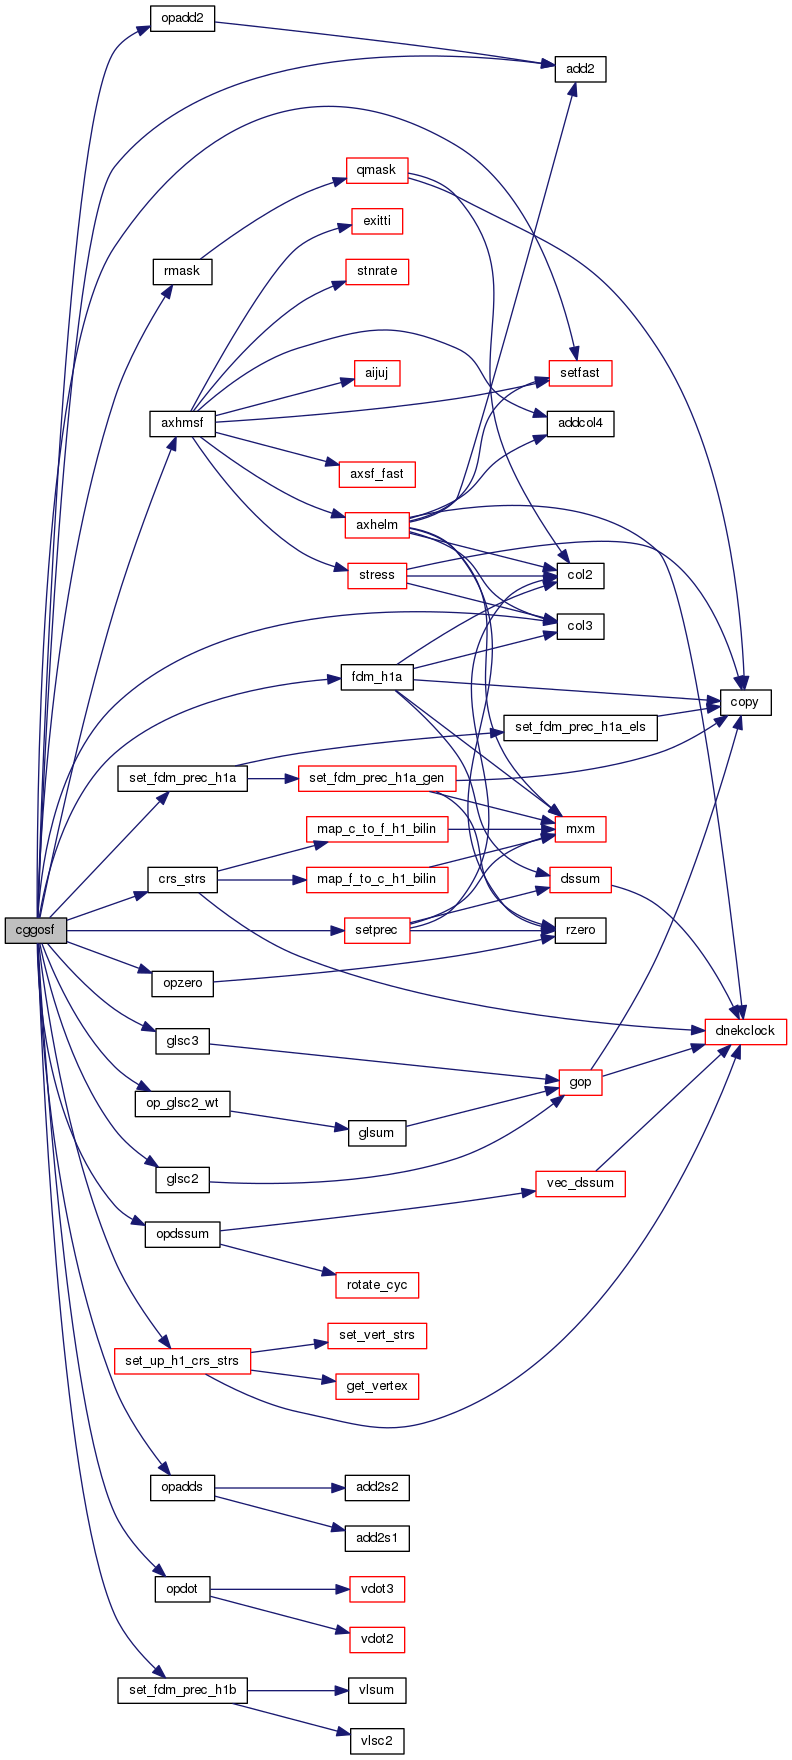 opadd2
add2
qmask
exitti
rmask
stnrate
aijuj
setfast
axhmsf
addcol4
axsf_fast
axhelm
stress
col2
col3
fdm_h1a
copy
set_fdm_prec_h1a_els
set_fdm_prec_h1a
set_fdm_prec_h1a_gen
map_c_to_f_h1_bilin
mxm
crs_strs
map_f_to_c_h1_bilin
dssum
cggosf
setprec
rzero
opzero
dnekclock
glsc3
gop
op_glsc2_wt
glsum
glsc2
vec_dssum
opdssum
rotate_cyc
set_vert_strs
set_up_h1_crs_strs
get_vertex
opadds
add2s2
add2s1
opdot
vdot3
vdot2
set_fdm_prec_h1b
vlsum
vlsc2